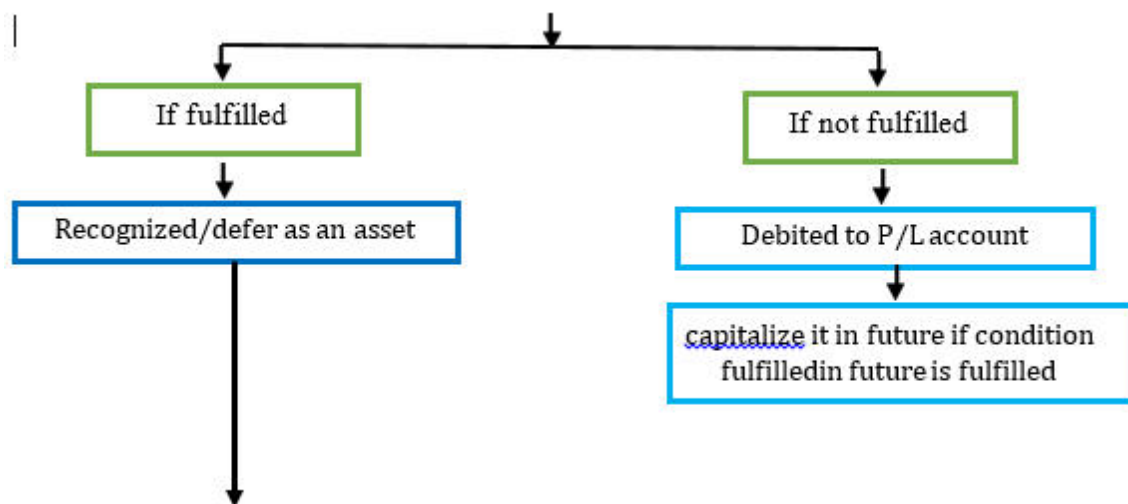 If fulfilled
If not fulfilled
Recognized/defer as an asset
Debited to P/L account
capitalize it in future if condition
fulfilledin future is fulfilled